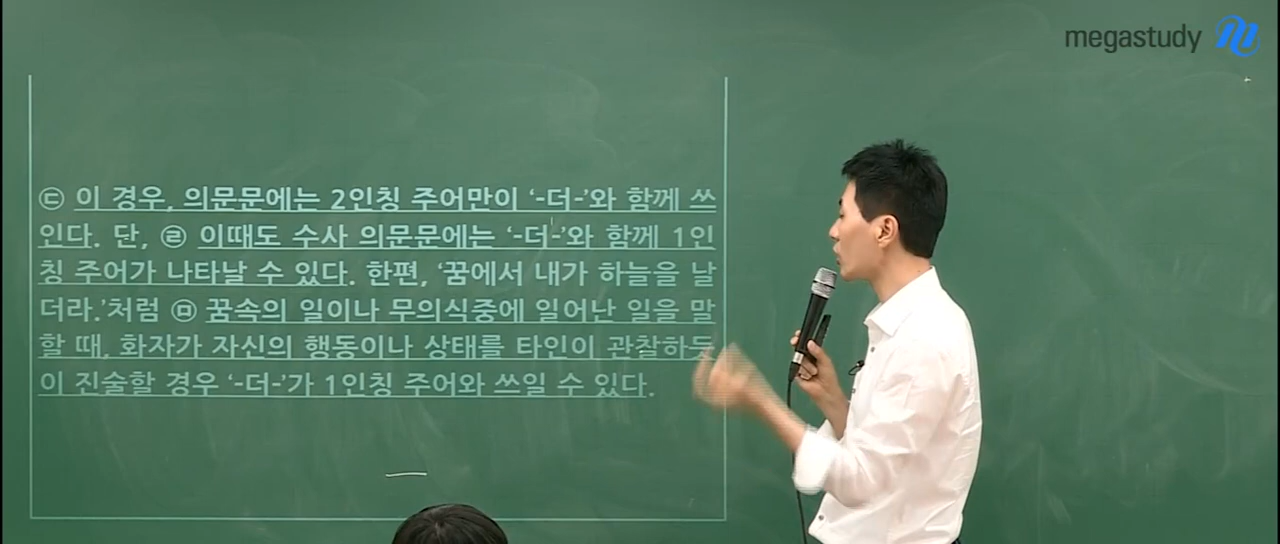 megastudy
㉢ 이 경우, 의문문에는 2인칭 주어만이 ‘-더-’와 함께 쓰
인다. 단, ㉣ 이때도 수사 의문문에는 ‘-더-’와 함께 1인
칭 주어가 나타날 수 있다. 한편, ‘꿈에서 내가 하늘을 날
더라.’처럼 ㉤ 꿈속의 일이나 무의식중에 일어난 일을 말
할 때, 화자가 자신의 행동이나 상태를 타인이 관찰하듯
이 진술할 경우 ‘-더-’가 1인칭 주어와 쓰일 수 있다.